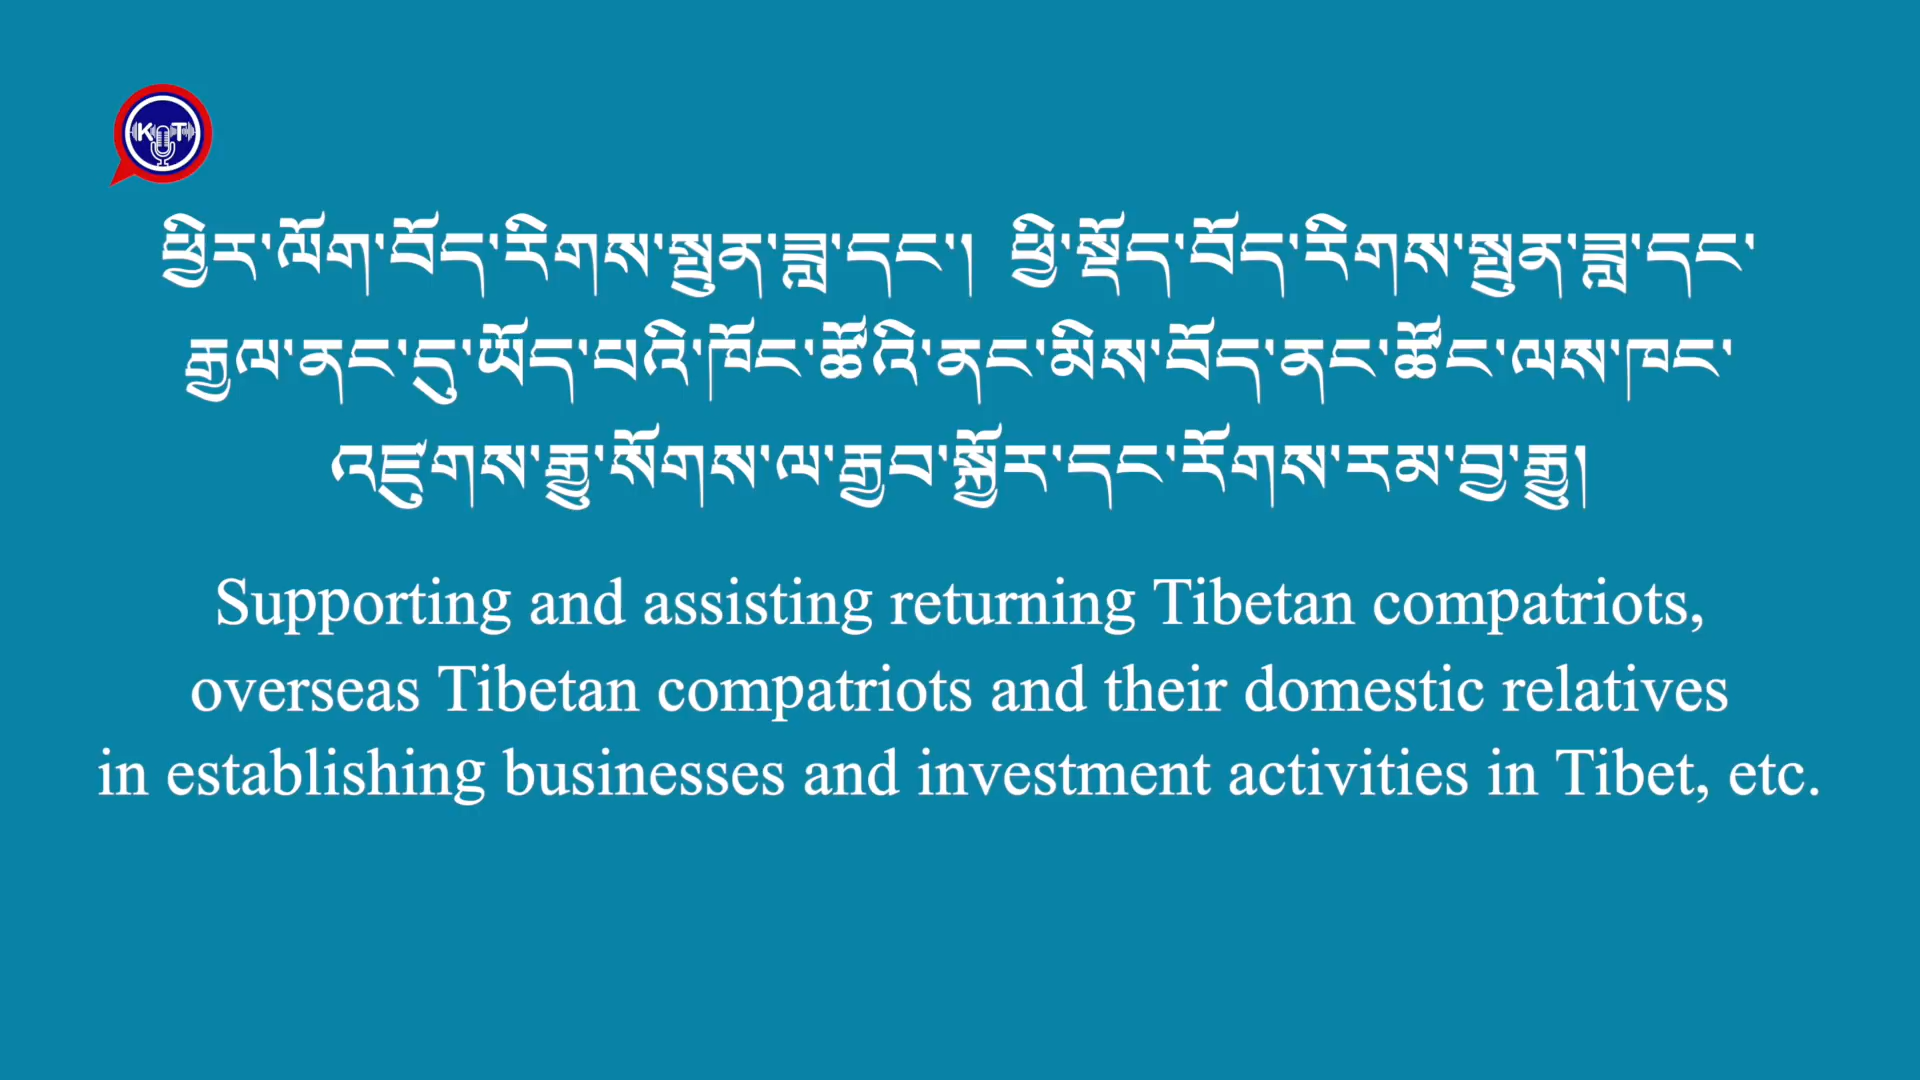 KT
ཕྱིར་ལོག་བོད་རིགས་སྤུན་ཟླ་དང་། ཕྱི་སྡོད་བོད་རིགས་སྤུན་ཟླ་དང་
རྒྱལ་ནང་དུ་ཡོད་པའི་ཁོང་ཚོའི་ནང་མིས་བོད་ནང་ཚོང་ལས་ཁང་
འཛུགས་རྒྱུ་སོགས་ལ་རྒྱབ་སྐྱོར་དང་རོགས་རམ་བྱ་རྒྱུ།
Supporting and assisting returning Tibetan compatriots,
overseas Tibetan compatriots and their domestic relatives
in establishing businesses and investment activities in Tibet, etc.